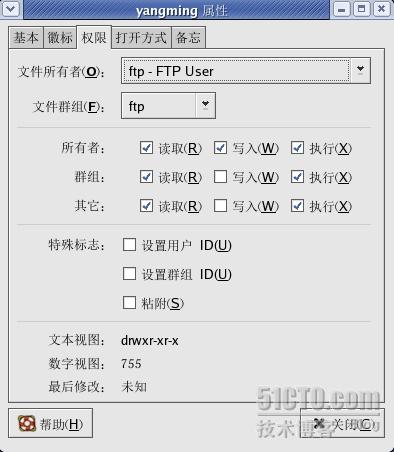 yangming 属性
基本 徽标 权限 打开方式 备忘
文件所有者(O): ftp - FTP User
文件群组(F): ftp
所有者: 读取(R) 写入(W) 执行(X)
群组: 读取(R) 写入(W) 执行(X)
其它: 读取(R) 写入(W) 执行(X)
特殊标志: 设置用户 ID(U)
设置群组 ID(U)
粘附(S)
文本视图: drwxr-xr-x
数字视图: 755
最后修改: 未知
51CTO.com
帮助(H) 技术博客 关闭(C)